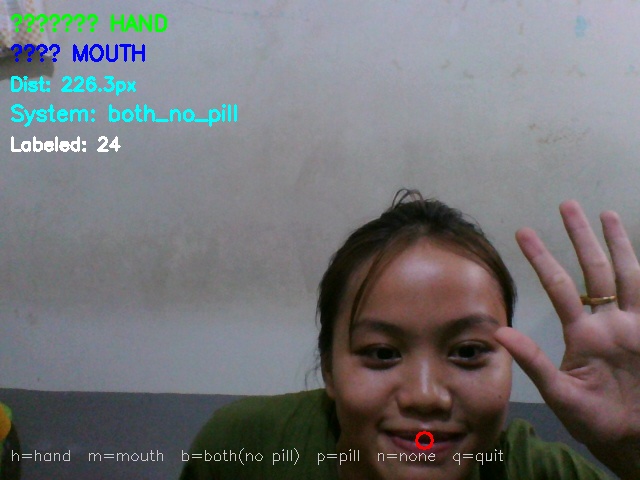 ??????? HAND
???? MOUTH
Dist: 226.3px
System: both_no_pill
Labeled: 24
h=hand m=mouth b=both(no pill) p=pill n=none q=quit